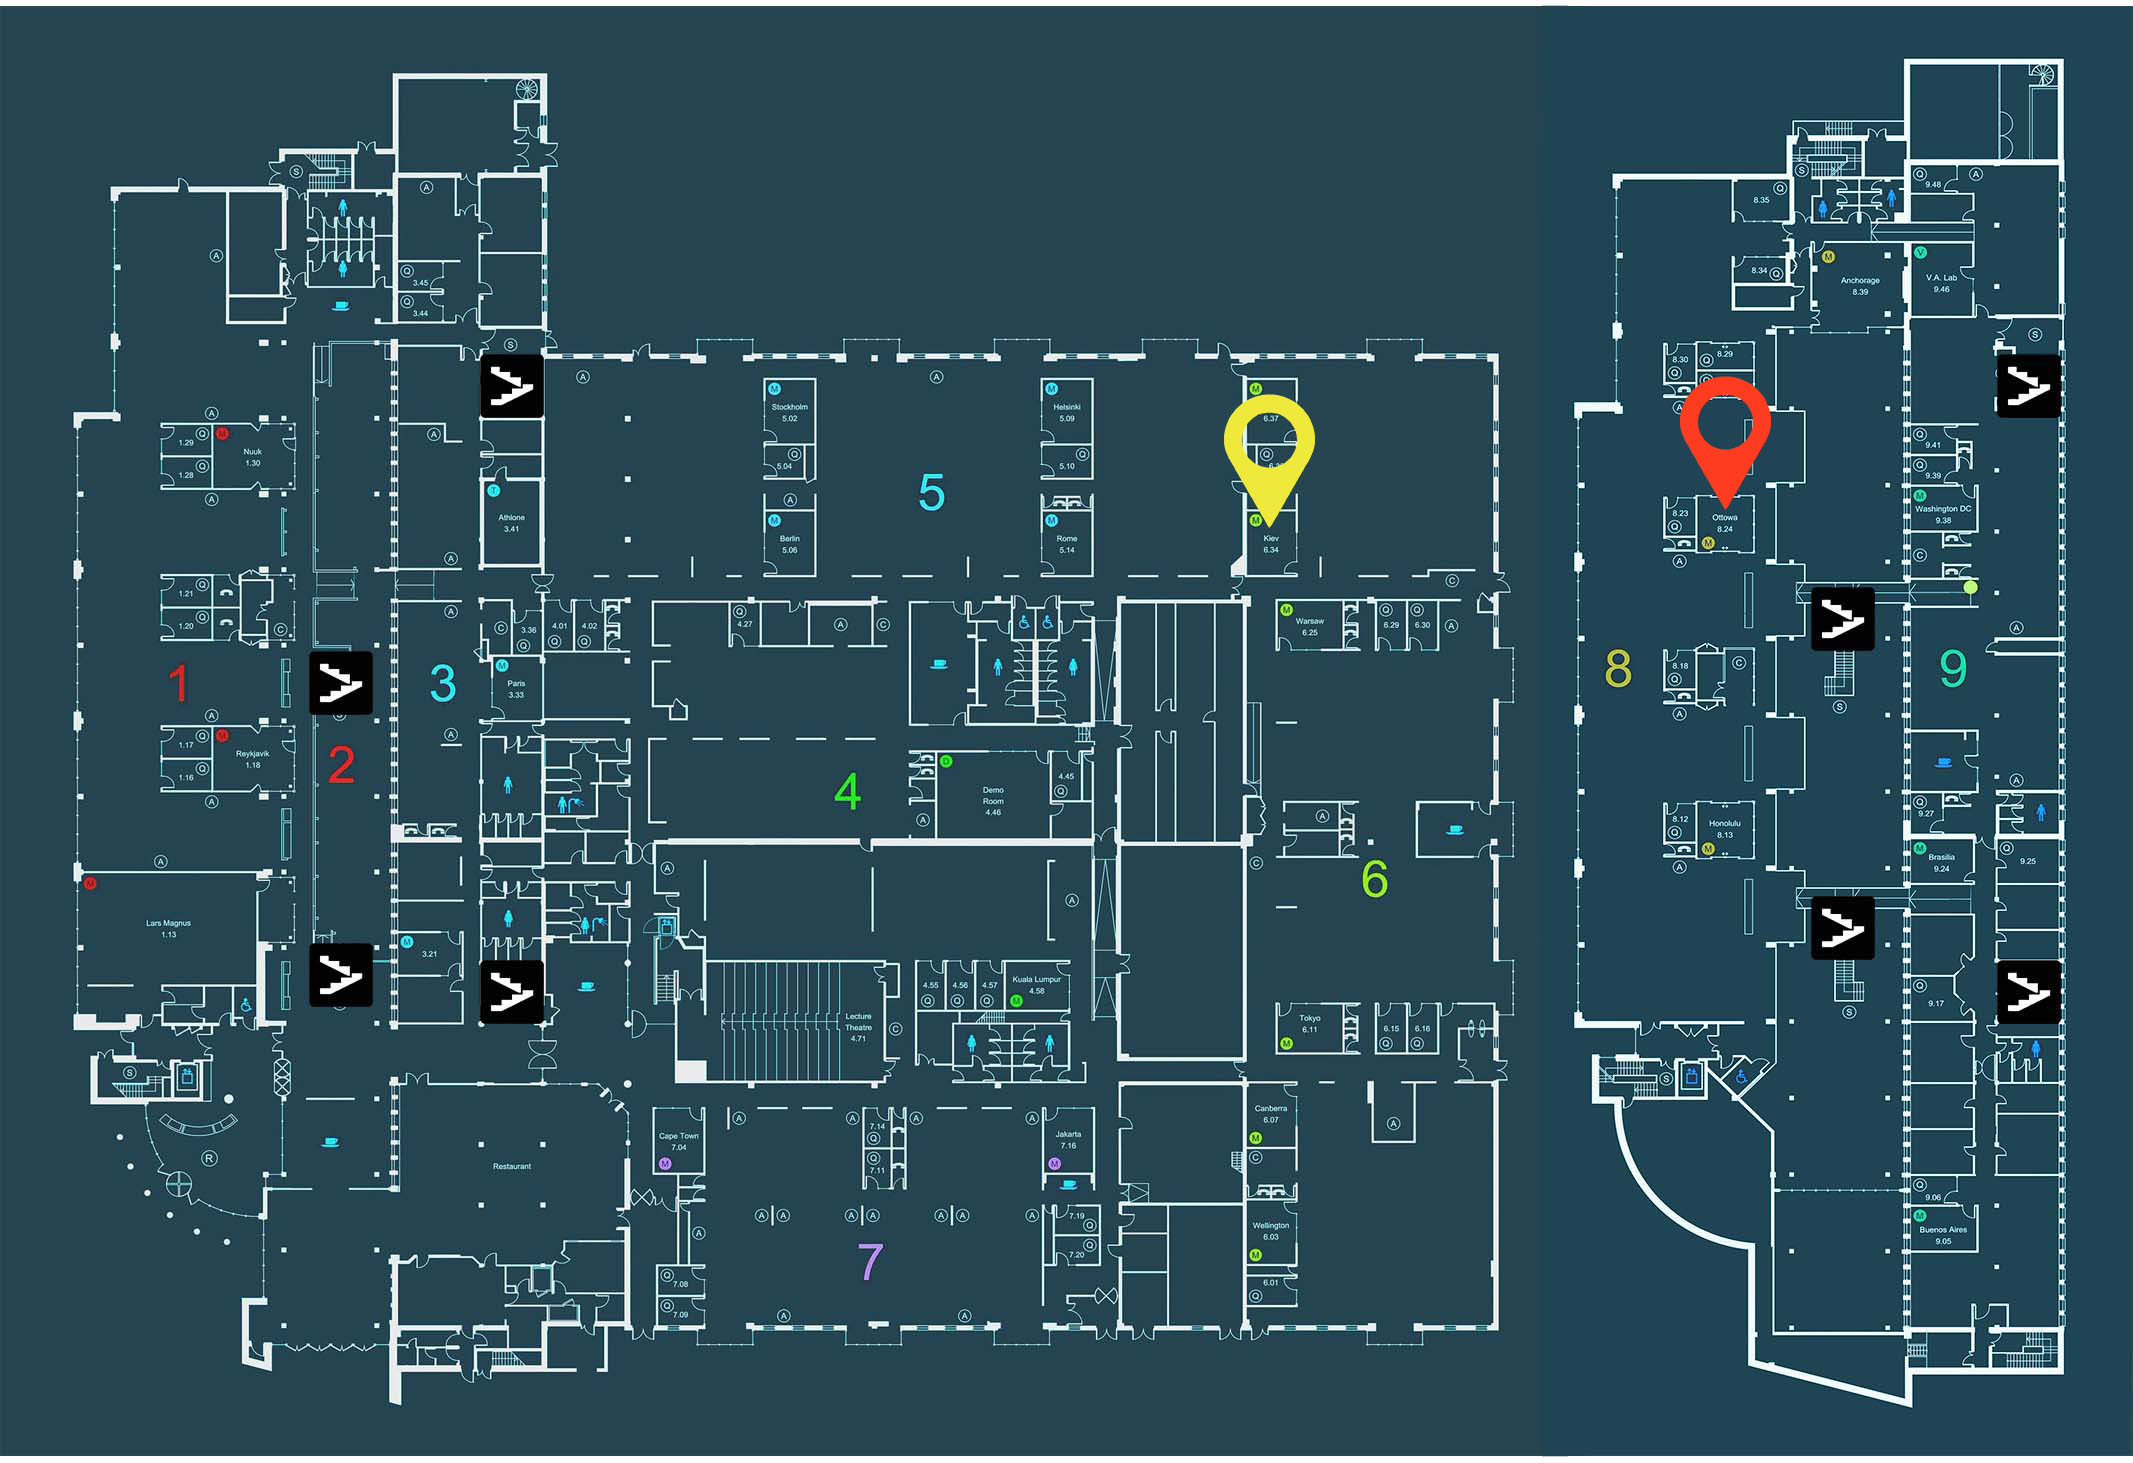 A
S
A
Q
3.45
Q
3.44
S
A
A
A
1.29
Q
M
Nuuk
1.30
1.28
Q
A
A
T
Athlone
3.41
A
M
Stockholm
5.02
Q
5.04
A
M
Berlin
5.06
5
M
Helsinki
5.09
Q
5.10
M
Rome
5.14
M
6.37
Q
M
Kiev
6.34
C
1.21
Q
1.20
Q
C
A
C
3.36
Q
4.01
Q
4.02
Q
Q
4.27
A
C
M
Warsaw
6.25
Q
6.29
Q
6.30
A
1
A
1.17
Q
M
Reykjavik
1.18
1.16
Q
A
2
3
A
M
Paris
3.33
4
D
Demo
Room
4.46
4.45
Q
A
A
6
C
A
M
Lars Magnus
1.13
M
3.21
A
A
4.55
Q
4.56
Q
4.57
Q
Kuala Lumpur
4.58
M
Lecture
Theatre
4.71
C
Tokyo
6.11
M
6.15
Q
6.16
Q
S
R
Restaurant
Cape Town
7.04
M
A
A
7.14
Q
Q
7.11
A
A
Jakarta
7.16
M
Canberra
6.07
M
C
A
A
A
A
A
A
A
A
A
7
7.19
Q
Q
7.20
Q
7.08
Q
7.09
A
A
Wellington
6.03
M
6.01
Q
S
Q
8.35
8.34
Q
M
Anchorage
8.39
Q
9.48
A
V
V.A. Lab
9.46
S
8.30
Q
8.29
Q
A
8.23
Q
Ottowa
8.24
M
A
Q
9.41
Q
9.39
M
Washington DC
9.38
C
A
8
8.18
Q
C
A
S
9
A
8.12
Q
Honolulu
8.13
M
A
Q
9.27
M
Brasilia
9.24
Q
9.25
Q
9.17
S
S
Q
9.06
M
Buenos Aires
9.05